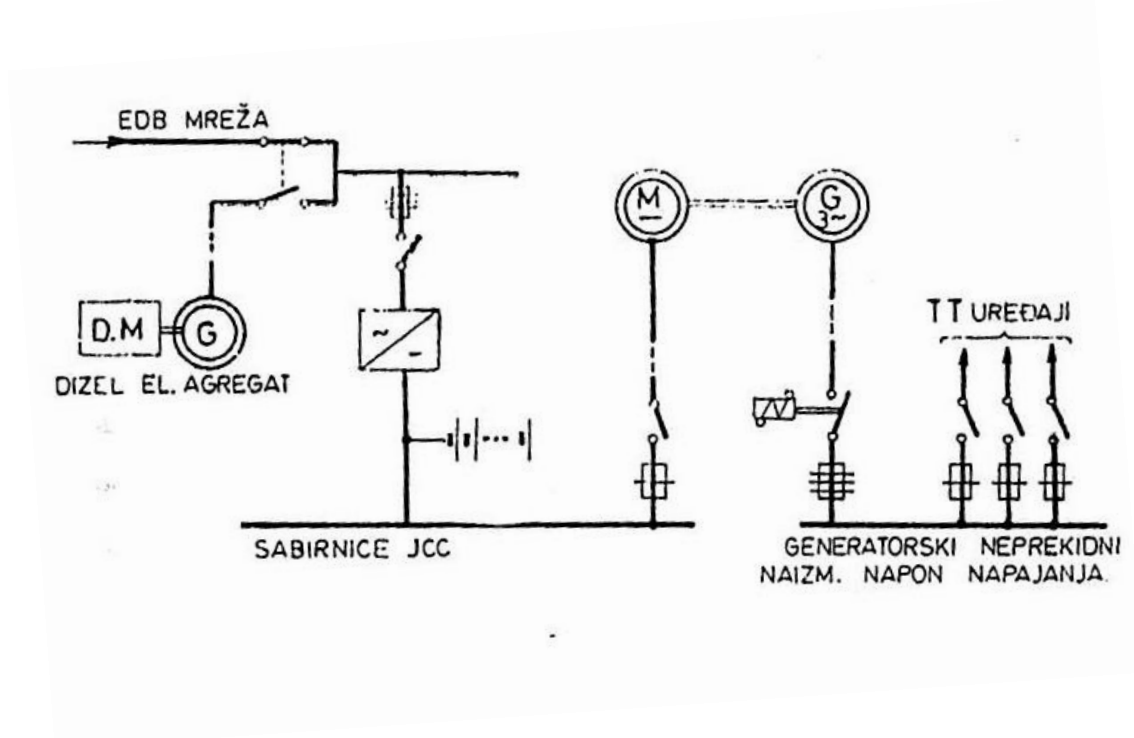 EDB MREŽA
M
G
3~
TT UREĐAJI
D.M
G
~
-
DIZEL EL. AGREGAT
SABIRNICE JCC
GENERATORSKI NEPREKIDNI
NAIZM. NAPON NAPAJANJA.